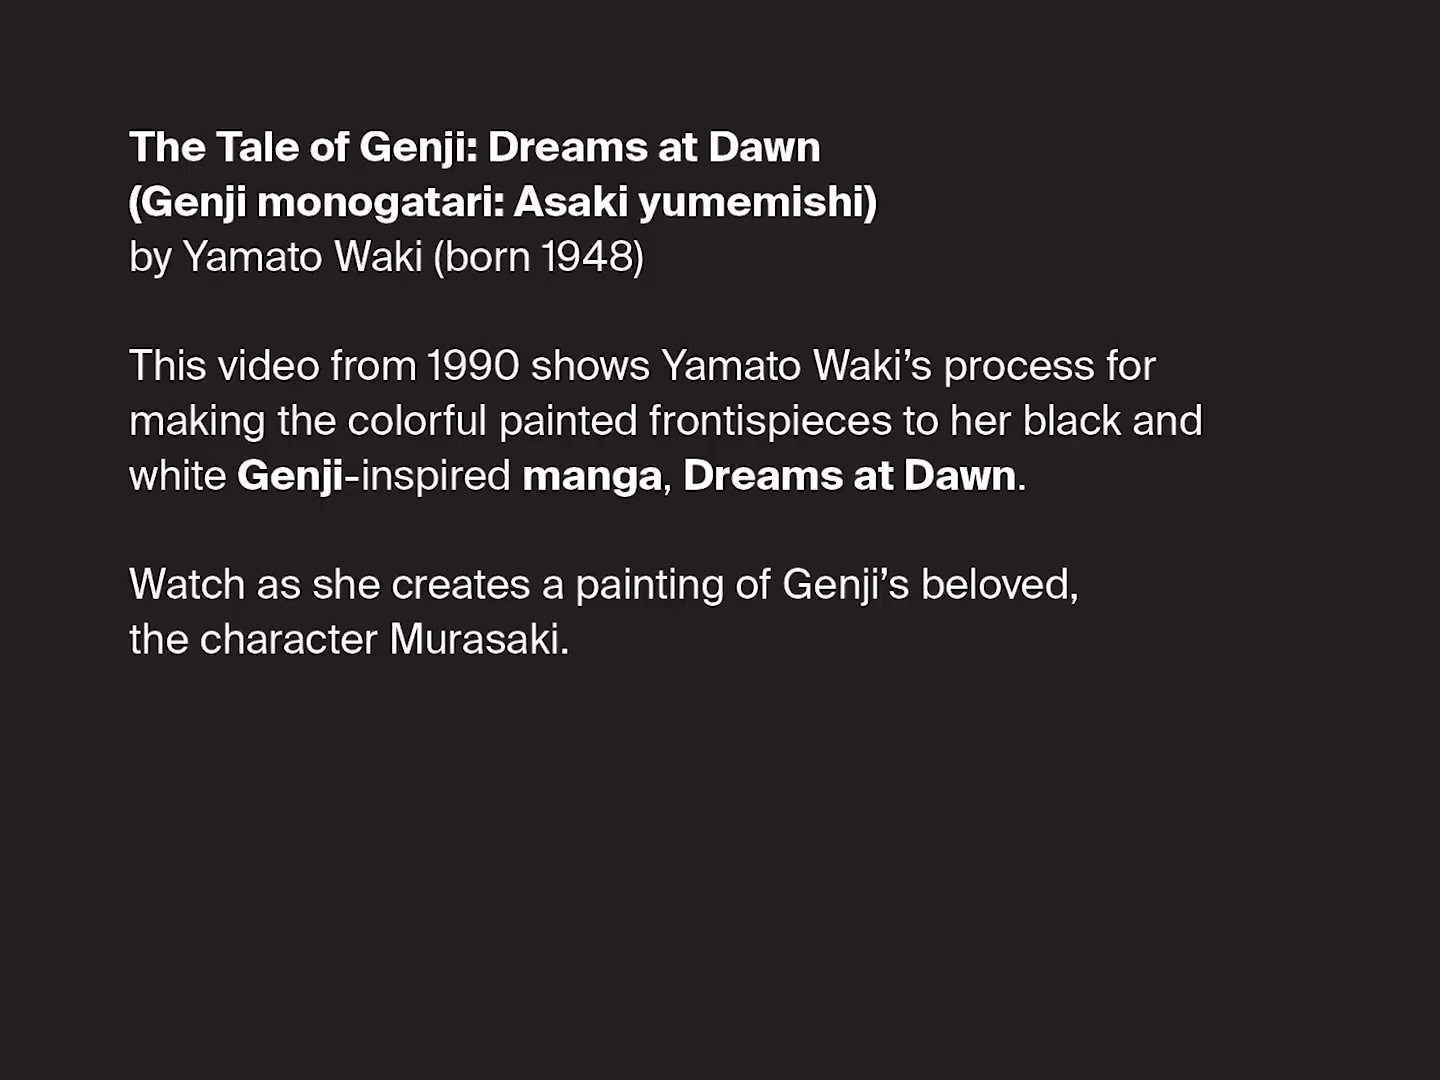 The Tale of Genji: Dreams at Dawn
(Genji monogatari: Asaki yumemishi)
by Yamato Waki (born 1948)
This video from 1990 shows Yamato Waki’s process for
making the colorful painted frontispieces to her black and
white Genji-inspired manga, Dreams at Dawn.
Watch as she creates a painting of Genji’s beloved,
the character Murasaki.